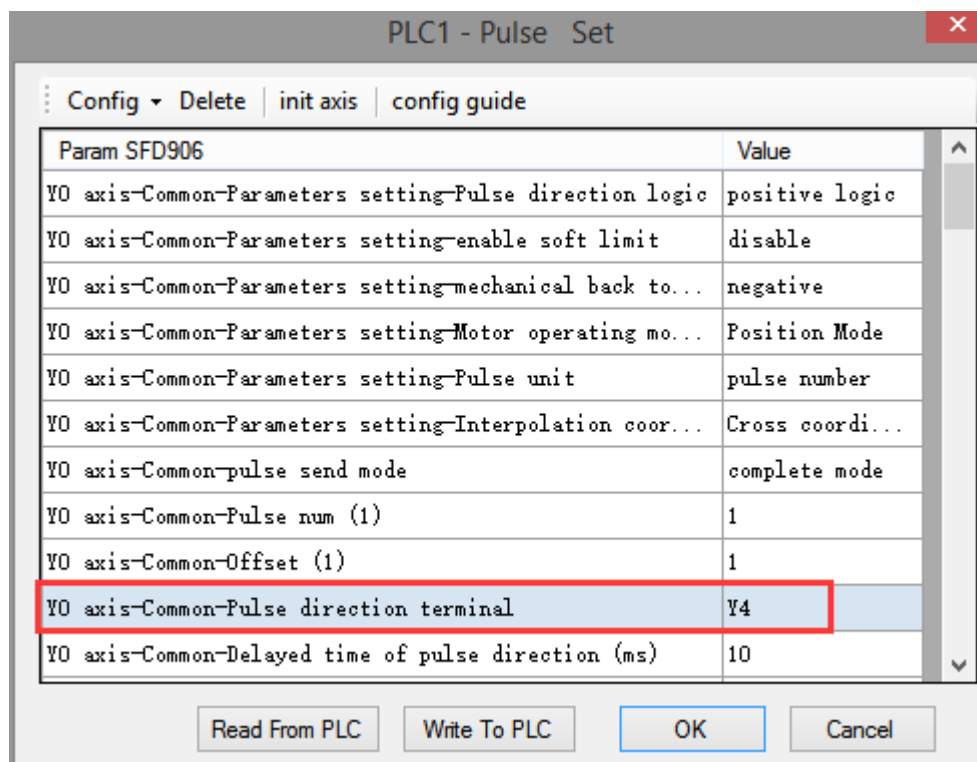 PLC1 - Pulse Set
Config Delete init axis config guide
Param SFD906 Value
Y0 axis-Common-Parameters setting-Pulse direction logic positive logic
Y0 axis-Common-Parameters setting-enable soft limit disable
Y0 axis-Common-Parameters setting-mechanical back to... negative
Y0 axis-Common-Parameters setting-Motor operating mo... Position Mode
Y0 axis-Common-Parameters setting-Pulse unit pulse number
Y0 axis-Common-Parameters setting-Interpolation coor... Cross coordi...
Y0 axis-Common-pulse send mode complete mode
Y0 axis-Common-Pulse num (1) 1
Y0 axis-Common-Offset (1) 1
Y0 axis-Common-Pulse direction terminal Y4
Y0 axis-Common-Delayed time of pulse direction (ms) 10
Read From PLC Write To PLC OK Cancel